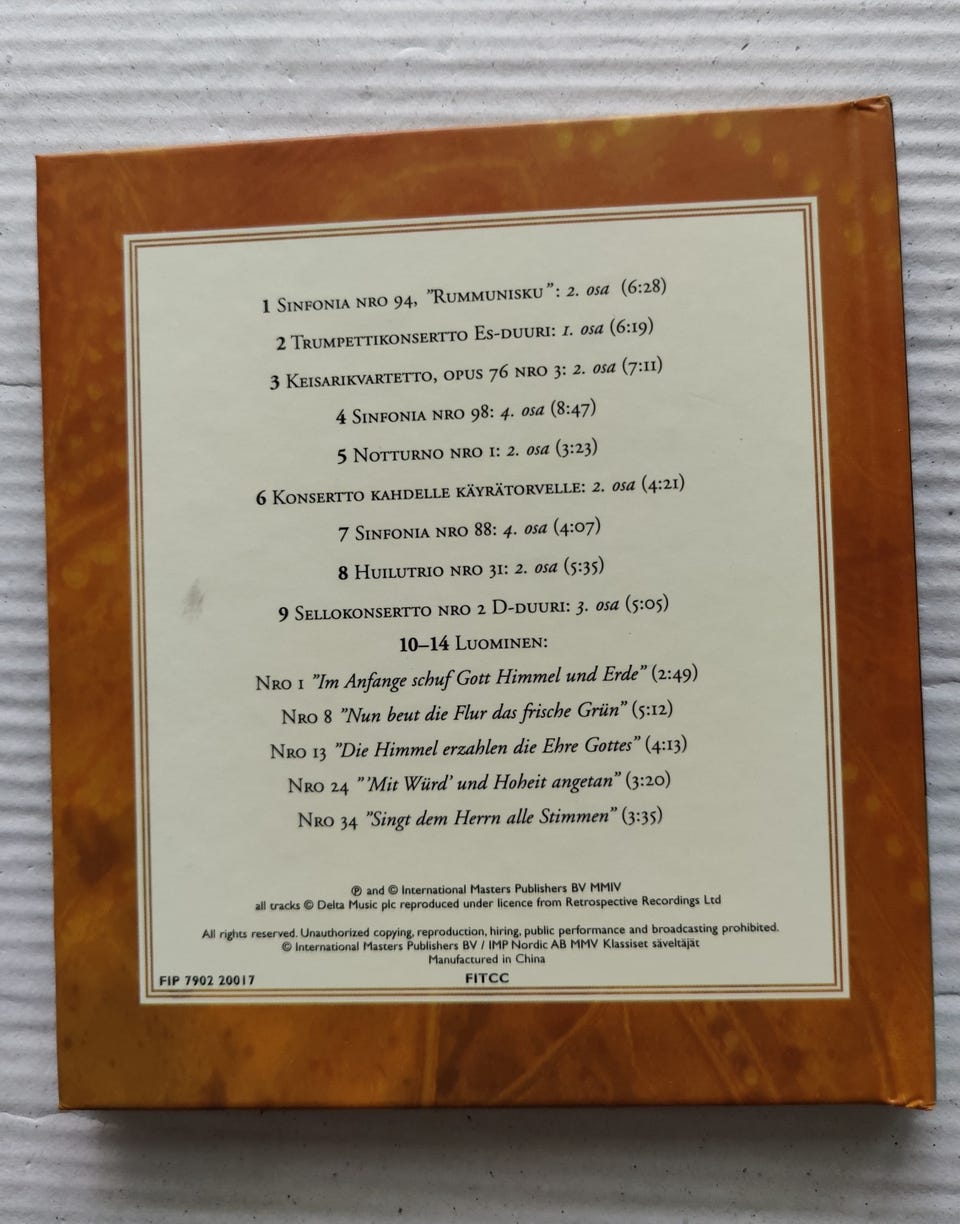 1 Sinfonia nro 94, ”Rummunisku”: 2. osa (6:28)
2 Trumpettikonsertto Es-duuri: 1. osa (6:19)
3 Keisarikvartetto, opus 76 nro 3: 2. osa (7:11)
4 Sinfonia nro 98: 4. osa (8:47)
5 Notturno nro 1: 2. osa (3:23)
6 Konsertto kahdelle käyrätorvelle: 2. osa (4:21)
7 Sinfonia nro 88: 4. osa (4:07)
8 Huilutrio nro 31: 2. osa (5:35)
9 Sellokonsertto nro 2 D-duuri: 3. osa (5:05)
10–14 Luominen:
Nro 1 ”Im Anfange schuf Gott Himmel und Erde” (2:49)
Nro 8 ”Nun beut die Flur das frische Grün” (5:12)
Nro 13 ”Die Himmel erzahlen die Ehre Gottes” (4:13)
Nro 24 ”’Mit Würd’ und Hoheit angetan” (3:20)
Nro 34 ”Singt dem Herrn alle Stimmen” (3:35)
℗ and © International Masters Publishers BV MMIV
all tracks © Delta Music plc reproduced under licence from Retrospective Recordings Ltd
All rights reserved. Unauthorized copying, reproduction, hiring, public performance and broadcasting prohibited.
© International Masters Publishers BV / IMP Nordic AB MMV Klassiset säveltäjät
Manufactured in China
FIP 7902 20017 FITCC